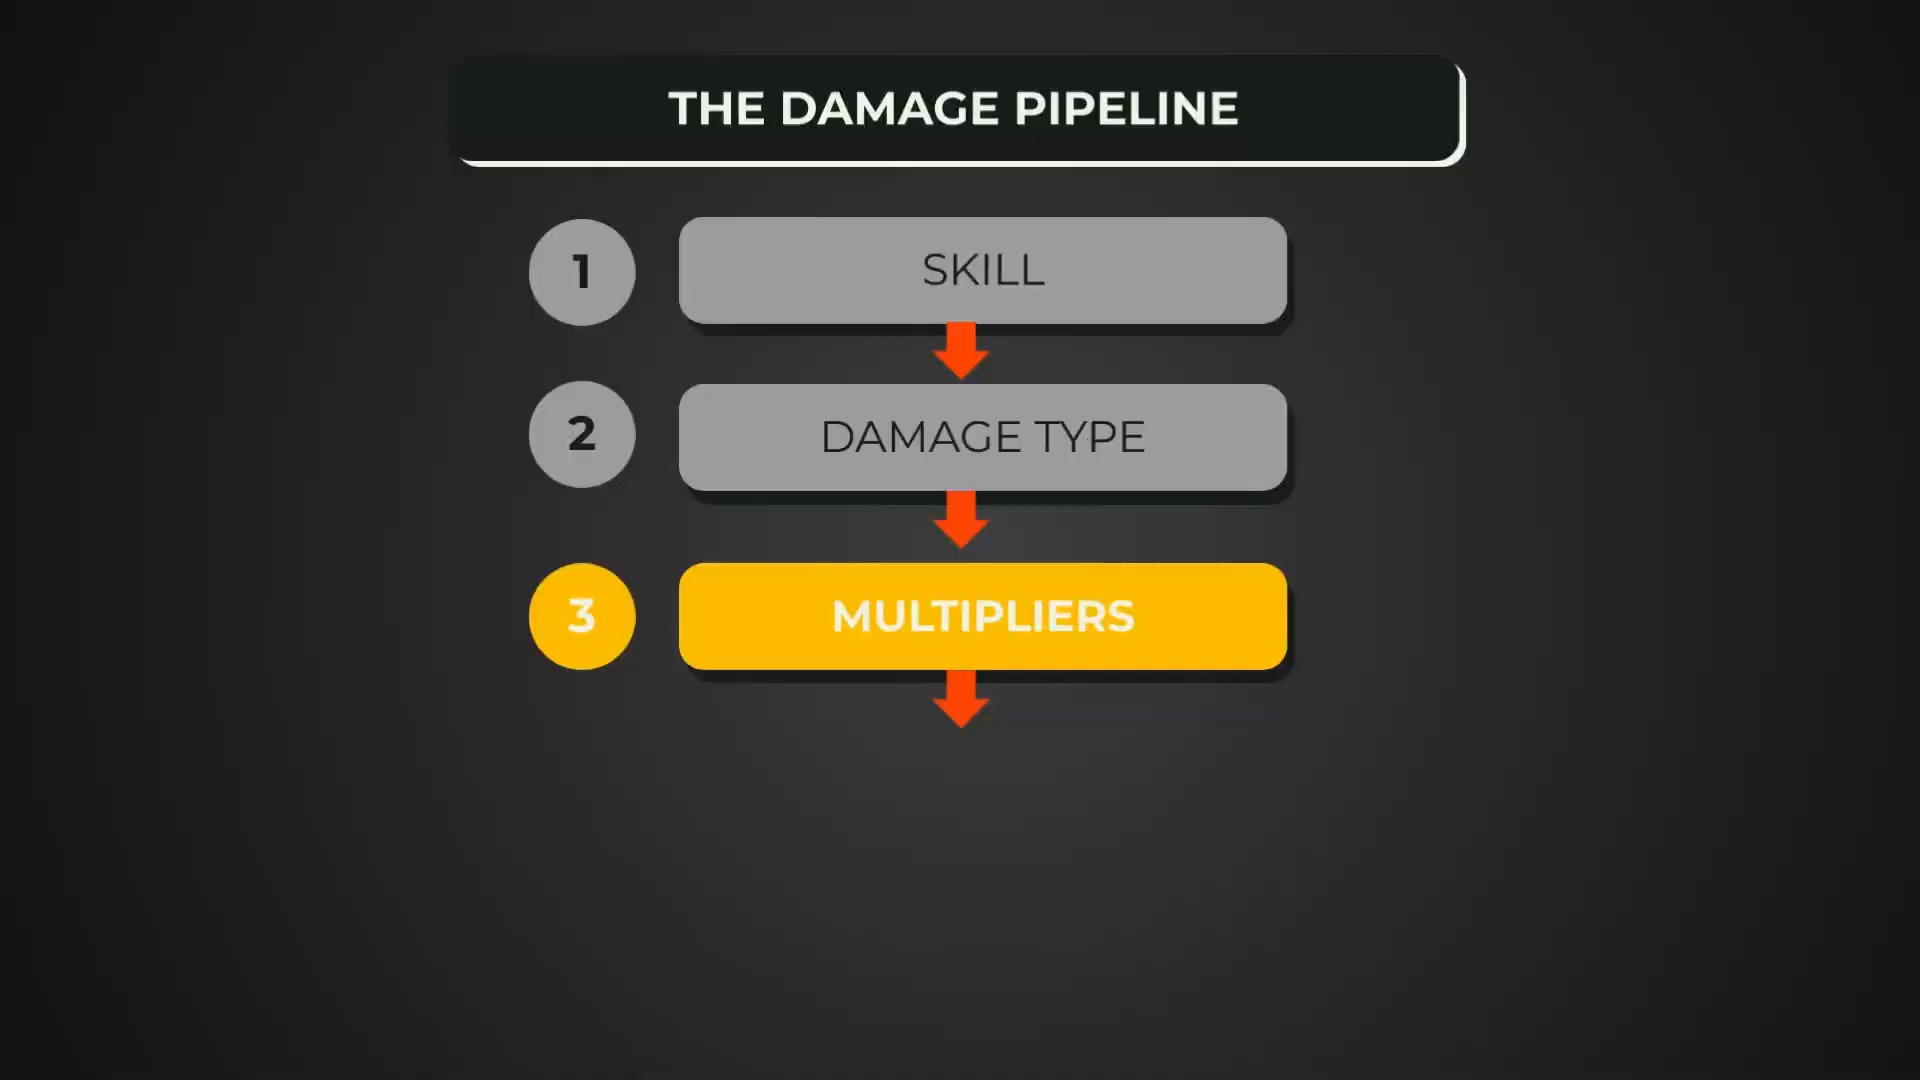 THE DAMAGE PIPELINE
1
SKILL
2
DAMAGE TYPE
3
MULTIPLIERS